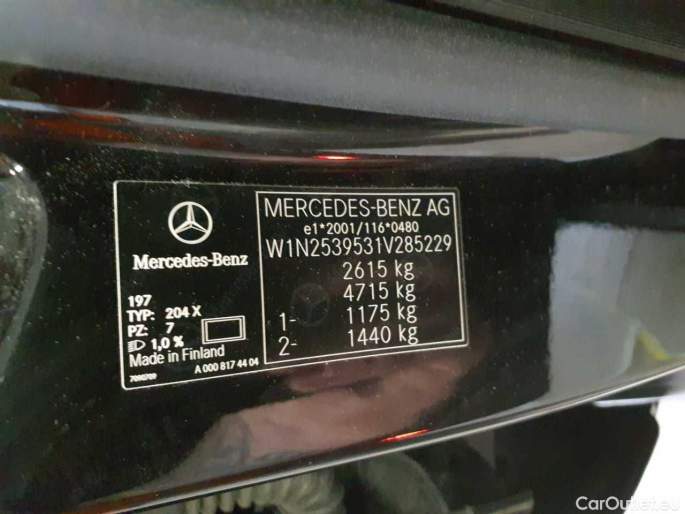 MERCEDES-BENZ AG
e1*2001/116*0480
W1N2539531V285229
2615 kg
4715 kg
1- 1175 kg
2- 1440 kg
Mercedes-Benz
197
TYP: 204 X
PZ: 7
1,0 %
Made in Finland
A 000 817 44 04
CarOutlet.eu